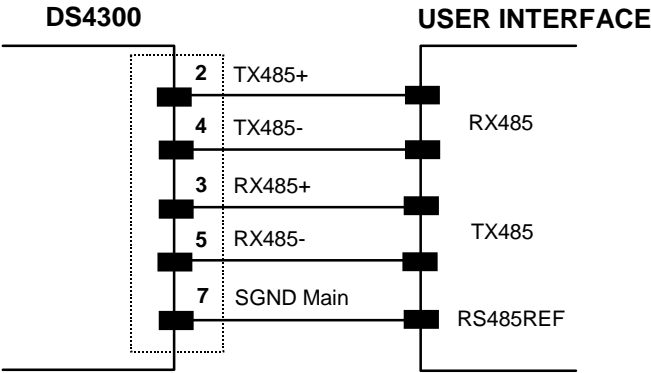 DS4300 USER INTERFACE
2 TX485+
RX485
4 TX485-
3 RX485+
TX485
5 RX485-
7 SGND Main RS485REF